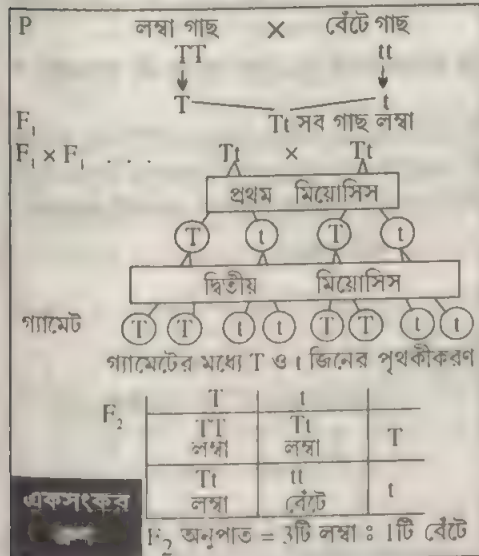 P লম্বা গাছ × বেঁটে গাছ
TT tt
T t
F₁ Tt সব গাছ লম্বা
F₁ × F₁ . . . Tt × Tt
প্রথম মিয়োসিস
T t T t
দ্বিতীয় মিয়োসিস
গ্যামেট T T t t T T t t
গ্যামেটের মধ্যে T ও t জিনের পৃথকীকরণ
F₂ T t
TT Tt T
লম্বা লম্বা
Tt tt t
লম্বা বেঁটে
একসংকর
F₂ অনুপাত = 3টি লম্বা : 1টি বেঁটে